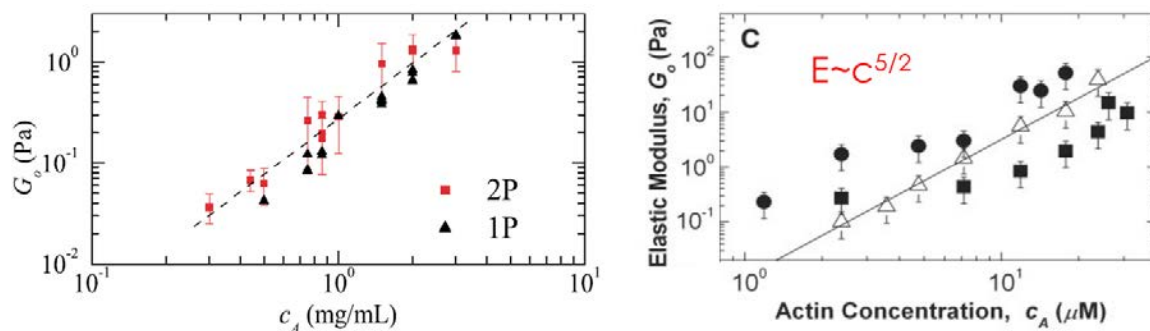 G_o (Pa)
10^0
10^-1
10^-2
10^-1
10^0
10^1
c_A (mg/mL)
2P
1P
C
E~C^5/2
Elastic Modulus, G_o (Pa)
10^2
10^1
10^0
10^-1
10^0
10^1
Actin Concentration, c_A (μM)